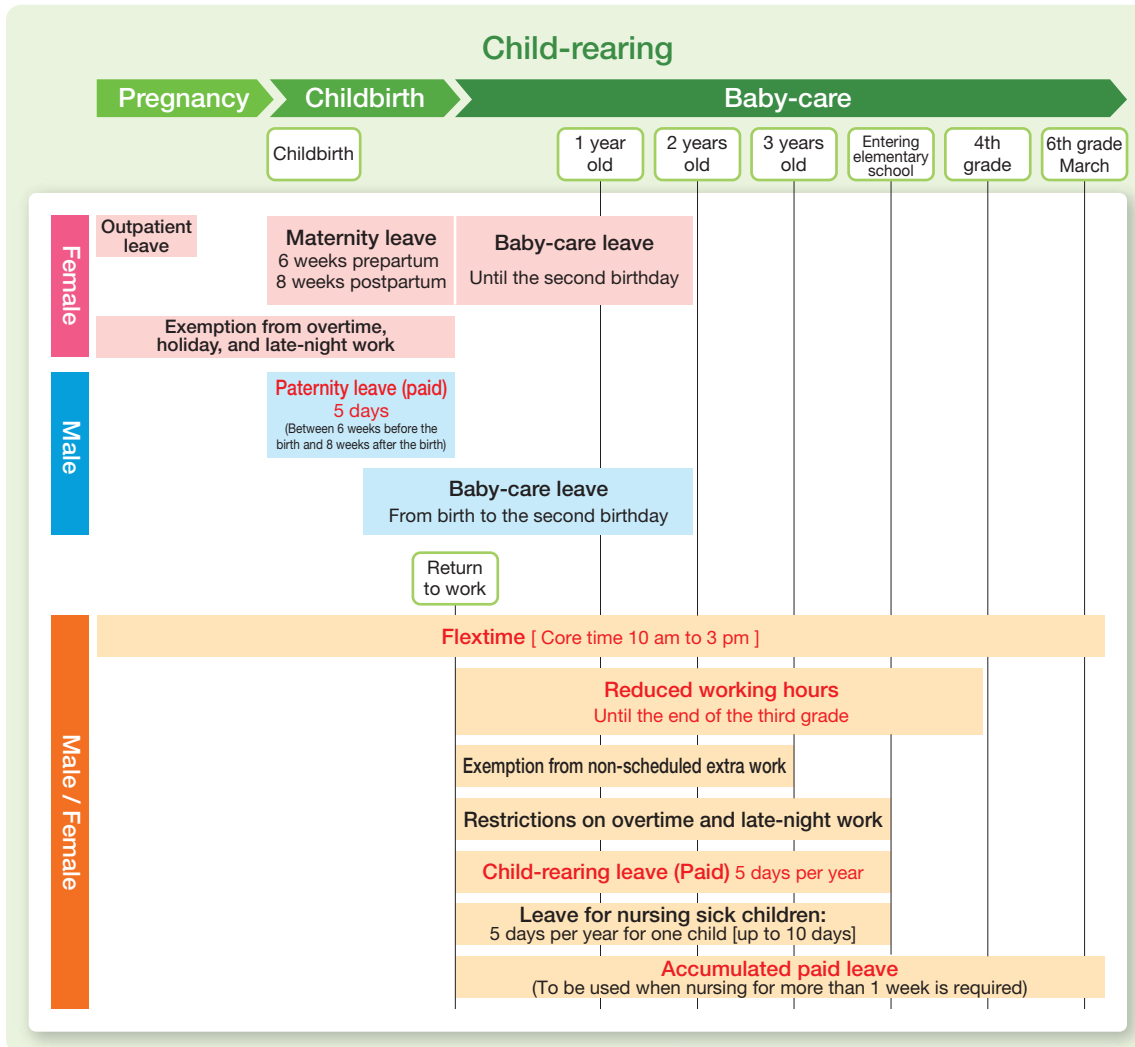 Child-rearing
Pregnancy
Childbirth
Baby-care
Childbirth
1 year
old
2 years
old
3 years
old
Entering
elementary
school
4th
grade
6th grade
March
Female
Outpatient
leave
Maternity leave
6 weeks prepartum
8 weeks postpartum
Baby-care leave
Until the second birthday
Exemption from overtime,
holiday, and late-night work
Male
Paternity leave (paid)
5 days
(Between 6 weeks before the
birth and 8 weeks after the birth)
Baby-care leave
From birth to the second birthday
Return
to work
Male / Female
Flextime [ Core time 10 am to 3 pm ]
Reduced working hours
Until the end of the third grade
Exemption from non-scheduled extra work
Restrictions on overtime and late-night work
Child-rearing leave (Paid) 5 days per year
Leave for nursing sick children:
5 days per year for one child [up to 10 days]
Accumulated paid leave
(To be used when nursing for more than 1 week is required)